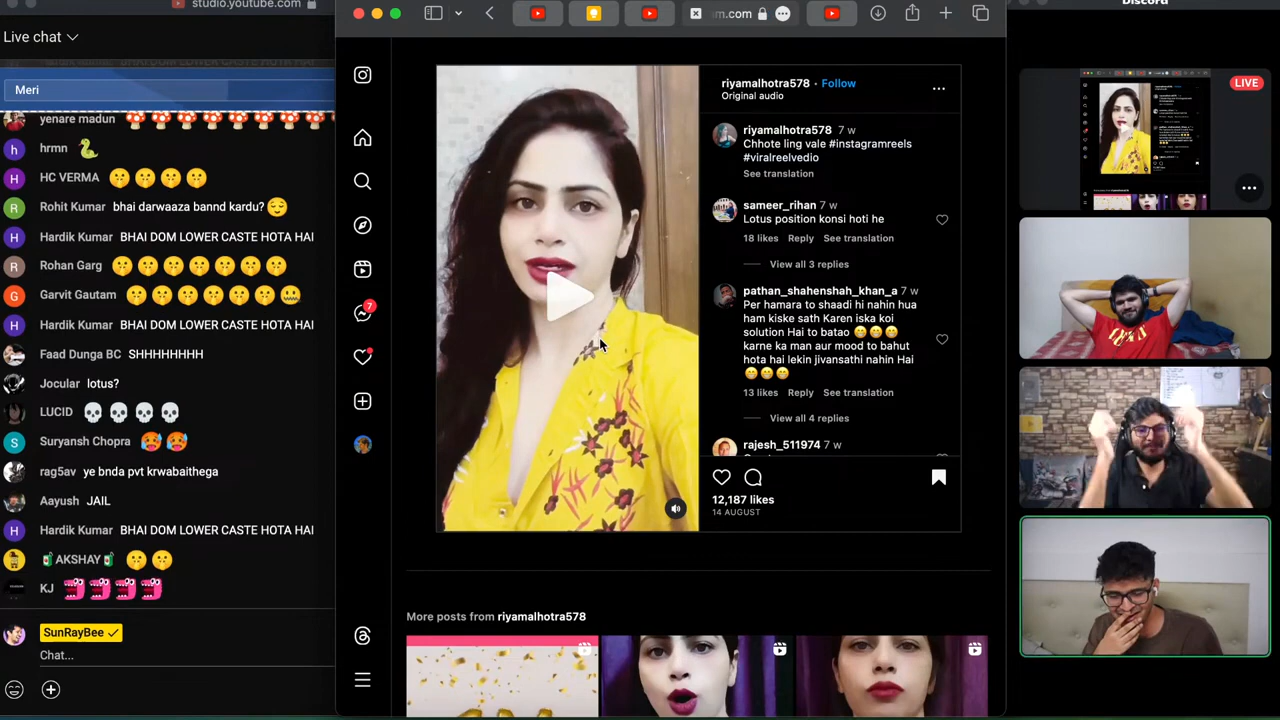 studio.youtube.com
Live chat
Meri
yenare madun
hrmn
HC VERMA
Rohit Kumar bhai darwaaza bannd kardu?
Hardik Kumar BHAI DOM LOWER CASTE HOTA HAI
Rohan Garg
Garvit Gautam
Hardik Kumar BHAI DOM LOWER CASTE HOTA HAI
Faad Dunga BC SHHHHHHHH
Jocular lotus?
LUCID
Suryansh Chopra
rag5av ye bnda pvt krwabaithega
Aayush JAIL
Hardik Kumar BHAI DOM LOWER CASTE HOTA HAI
AKSHAY
KJ
SunRayBee
Chat...
m.com
7
riyamalhotra578 · Follow
Original audio
riyamalhotra578 7 w
Chhote ling vale #instagramreels
#viralreelvedio
See translation
sameer_rihan 7 w
Lotus position konsi hoti he
18 likes Reply See translation
View all 3 replies
pathan_shahenshah_khan_a 7 w
Per hamara to shaadi hi nahin hua
ham kiske sath Karen iska koi
solution Hai to batao
karne ka man aur mood to bahut
hota hai lekin jivansathi nahin Hai
13 likes Reply See translation
View all 4 replies
rajesh_511974 7 w
12,187 likes
14 AUGUST
More posts from riyamalhotra578
Discord
LIVE